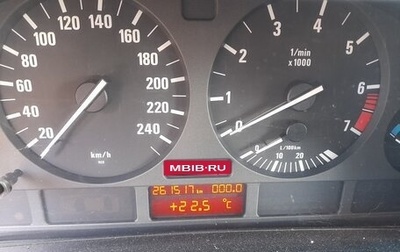 20 40 60 80 100 120 140 160 180 200 220 240
km/h
0 1 2 3 4 5 6 7
1/min
x1000
0 10 20
L/100km
MBIB·RU
261517 km 000.0
+22.5 °C